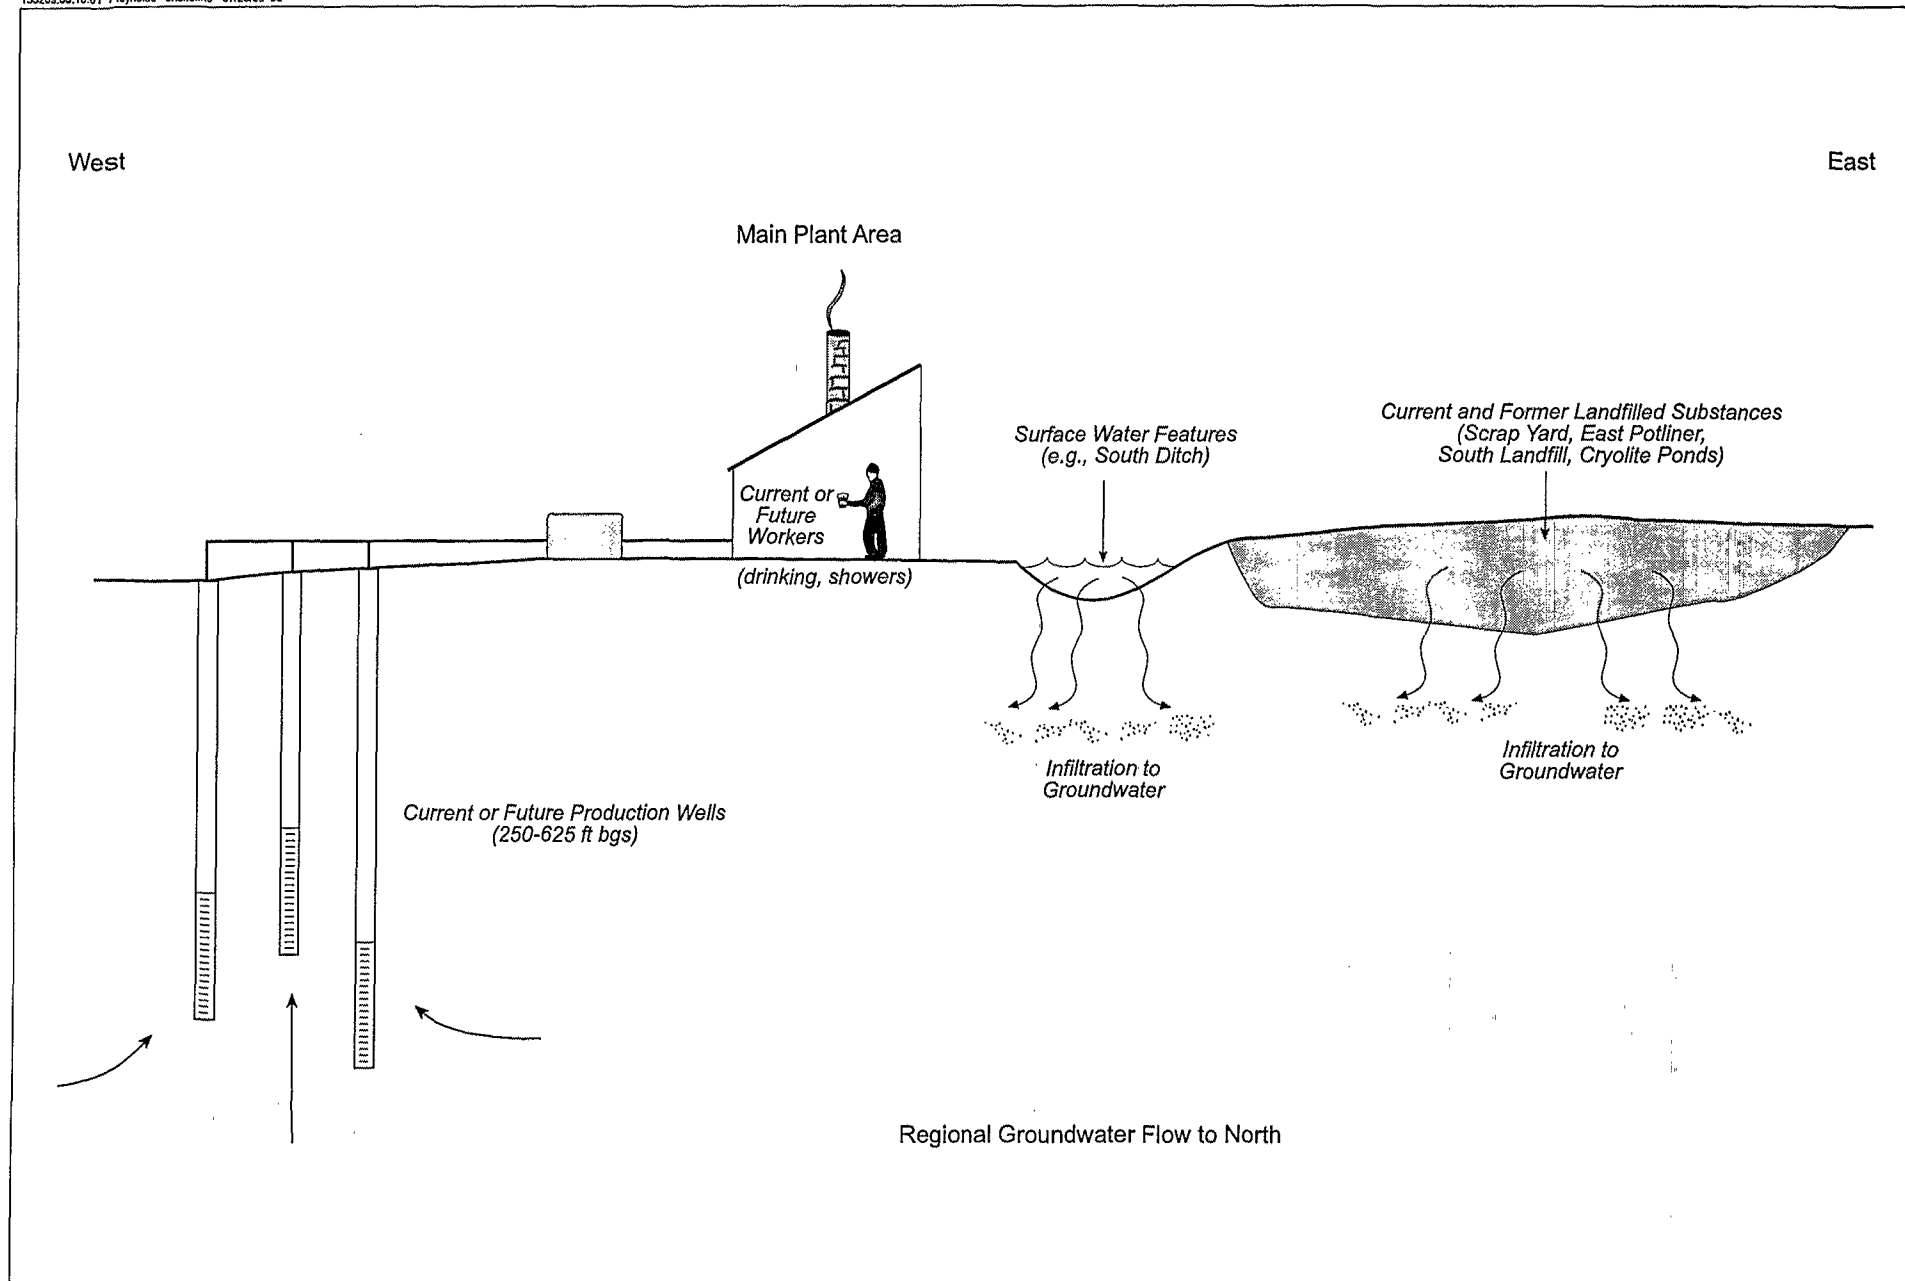 West
East
Main Plant Area
Current and Former Landfilled Substances
(Scrap Yard, East Potliner,
South Landfill, Cryolite Ponds)
Surface Water Features
(e.g., South Ditch)
Current or
Future
Workers
(drinking, showers)
Infiltration to
Groundwater
Infiltration to
Groundwater
Current or Future Production Wells
(250-625 ft bgs)
Regional Groundwater Flow to North